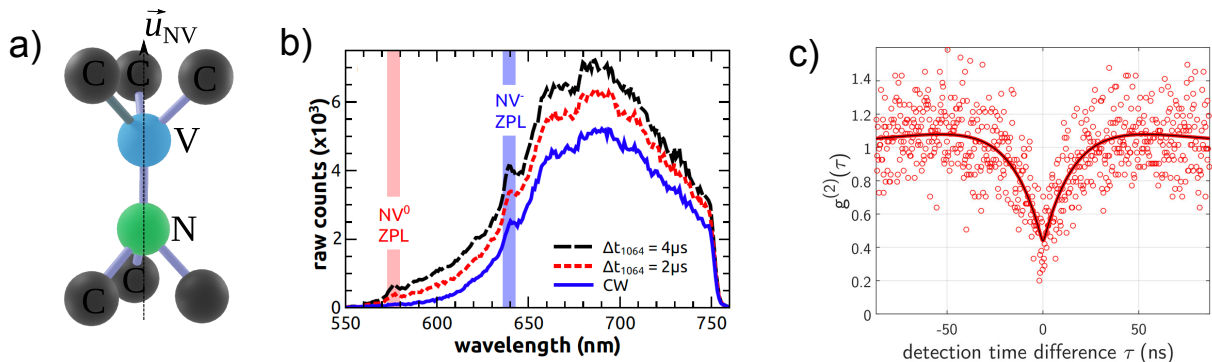 a)
u⃗NV
C
C
C
V
N
C
C
b)
raw counts (x10³)
6
4
2
0
NV⁰
ZPL
NV⁻
ZPL
Δt₁₀₆₄ = 4μs
Δt₁₀₆₄ = 2μs
CW
550
600
650
700
750
wavelength (nm)
c)
g⁽²⁾(τ)
1.4
1.2
1
0.8
0.6
0.4
0.2
0
-50
0
50
detection time difference τ (ns)